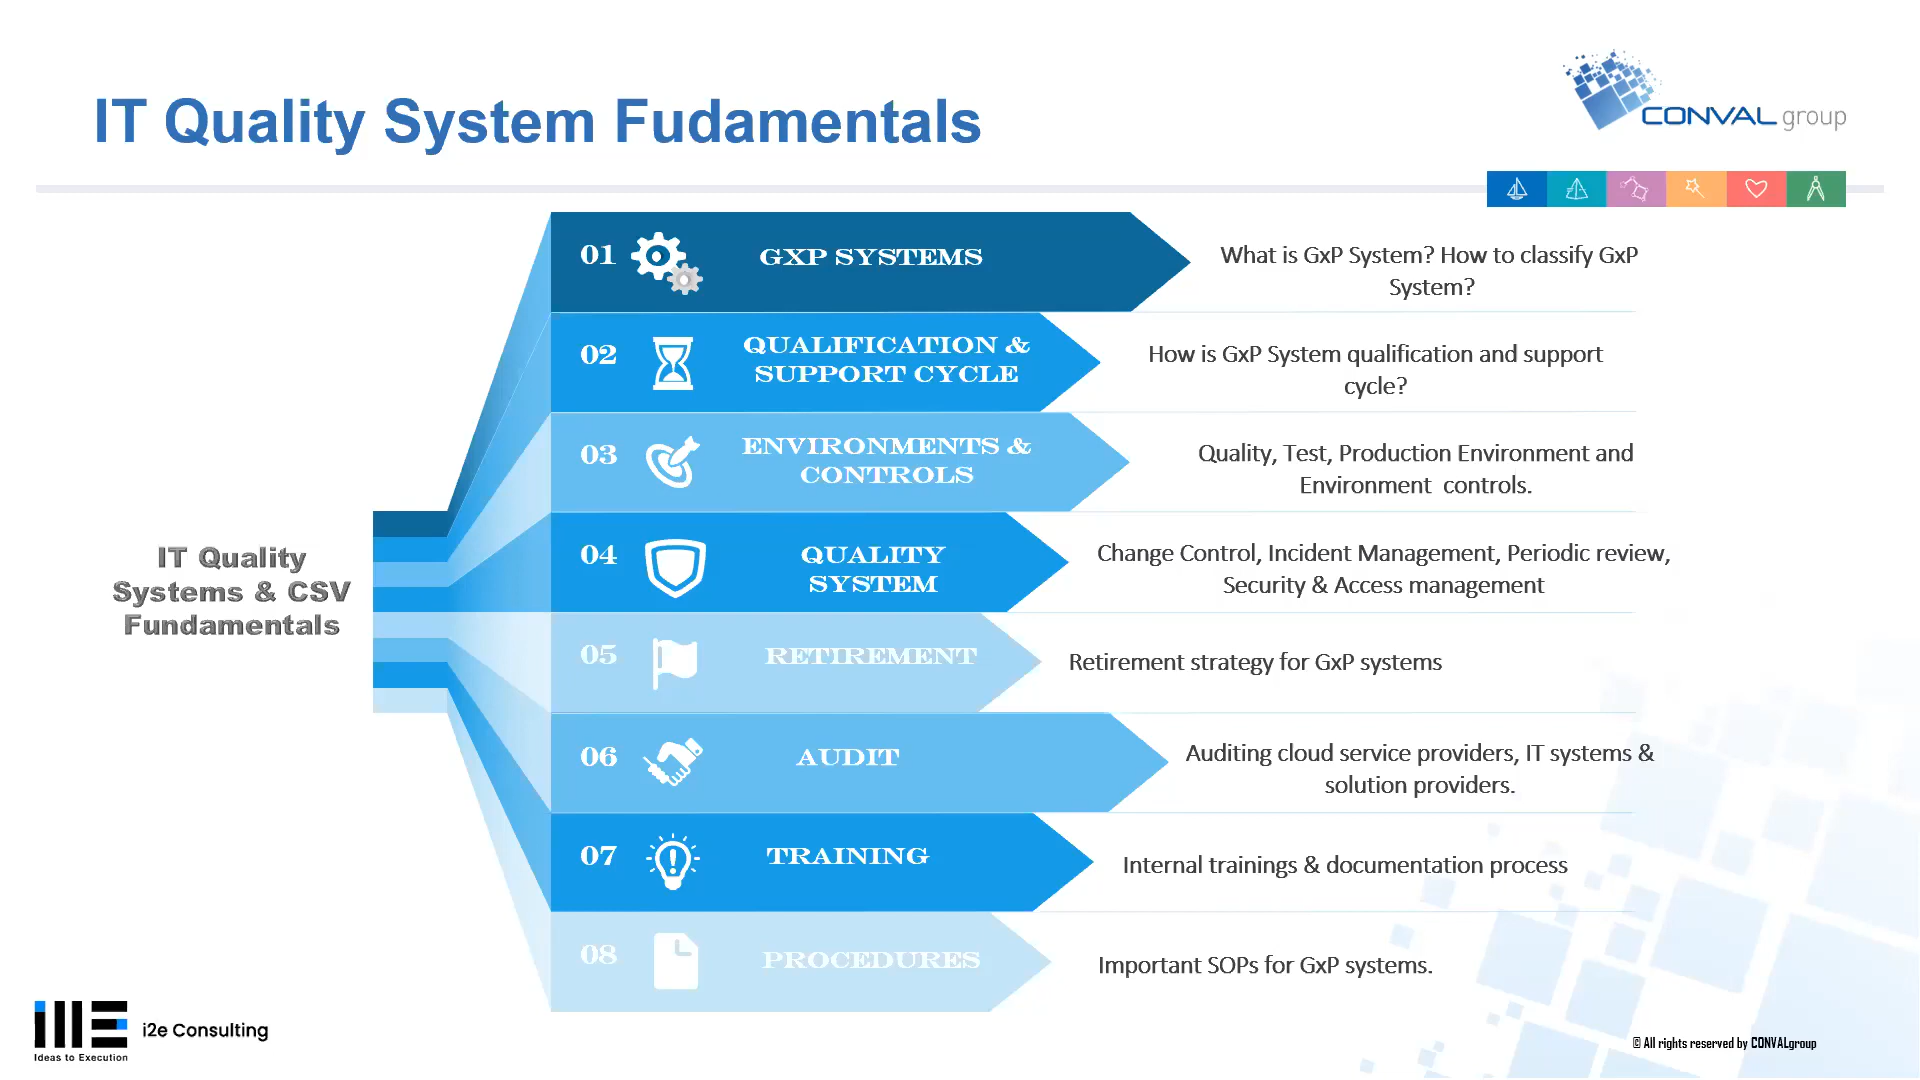 IT Quality System Fudamentals
CONVAL group
01 GXP SYSTEMS
What is GxP System? How to classify GxP
System?
02 QUALIFICATION &
SUPPORT CYCLE
How is GxP System qualification and support
cycle?
03 ENVIRONMENTS &
CONTROLS
Quality, Test, Production Environment and
Environment controls.
IT Quality
Systems & CSV
Fundamentals
04 QUALITY
SYSTEM
Change Control, Incident Management, Periodic review,
Security & Access management
05 RETIREMENT
Retirement strategy for GxP systems
06 AUDIT
Auditing cloud service providers, IT systems &
solution providers.
07 TRAINING
Internal trainings & documentation process
08 PROCEDURES
Important SOPs for GxP systems.
i2e Consulting
Ideas to Execution
© All rights reserved by CONVALgroup